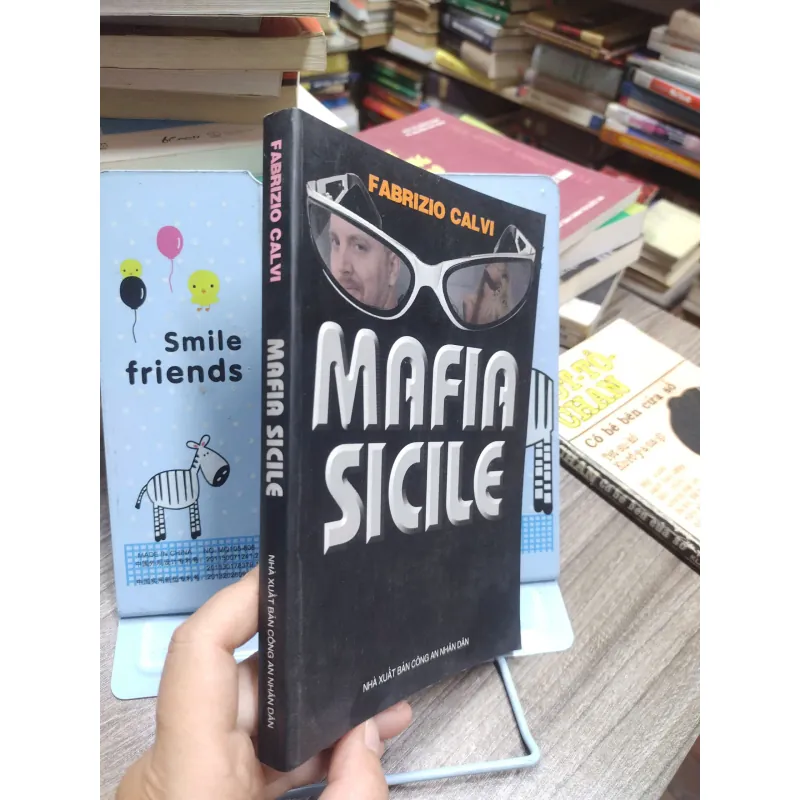 FABRIZIO CALVI
MAFIA SICILE
NHÀ XUẤT BẢN CÔNG AN NHÂN DÂN
FABRIZIO CALVI
MAFIA
SICILE
NHÀ XUẤT BẢN CÔNG AN NHÂN DÂN
Smile
friends
MADE IN CHINA
CHAN
Cô bé bên cửa sổ